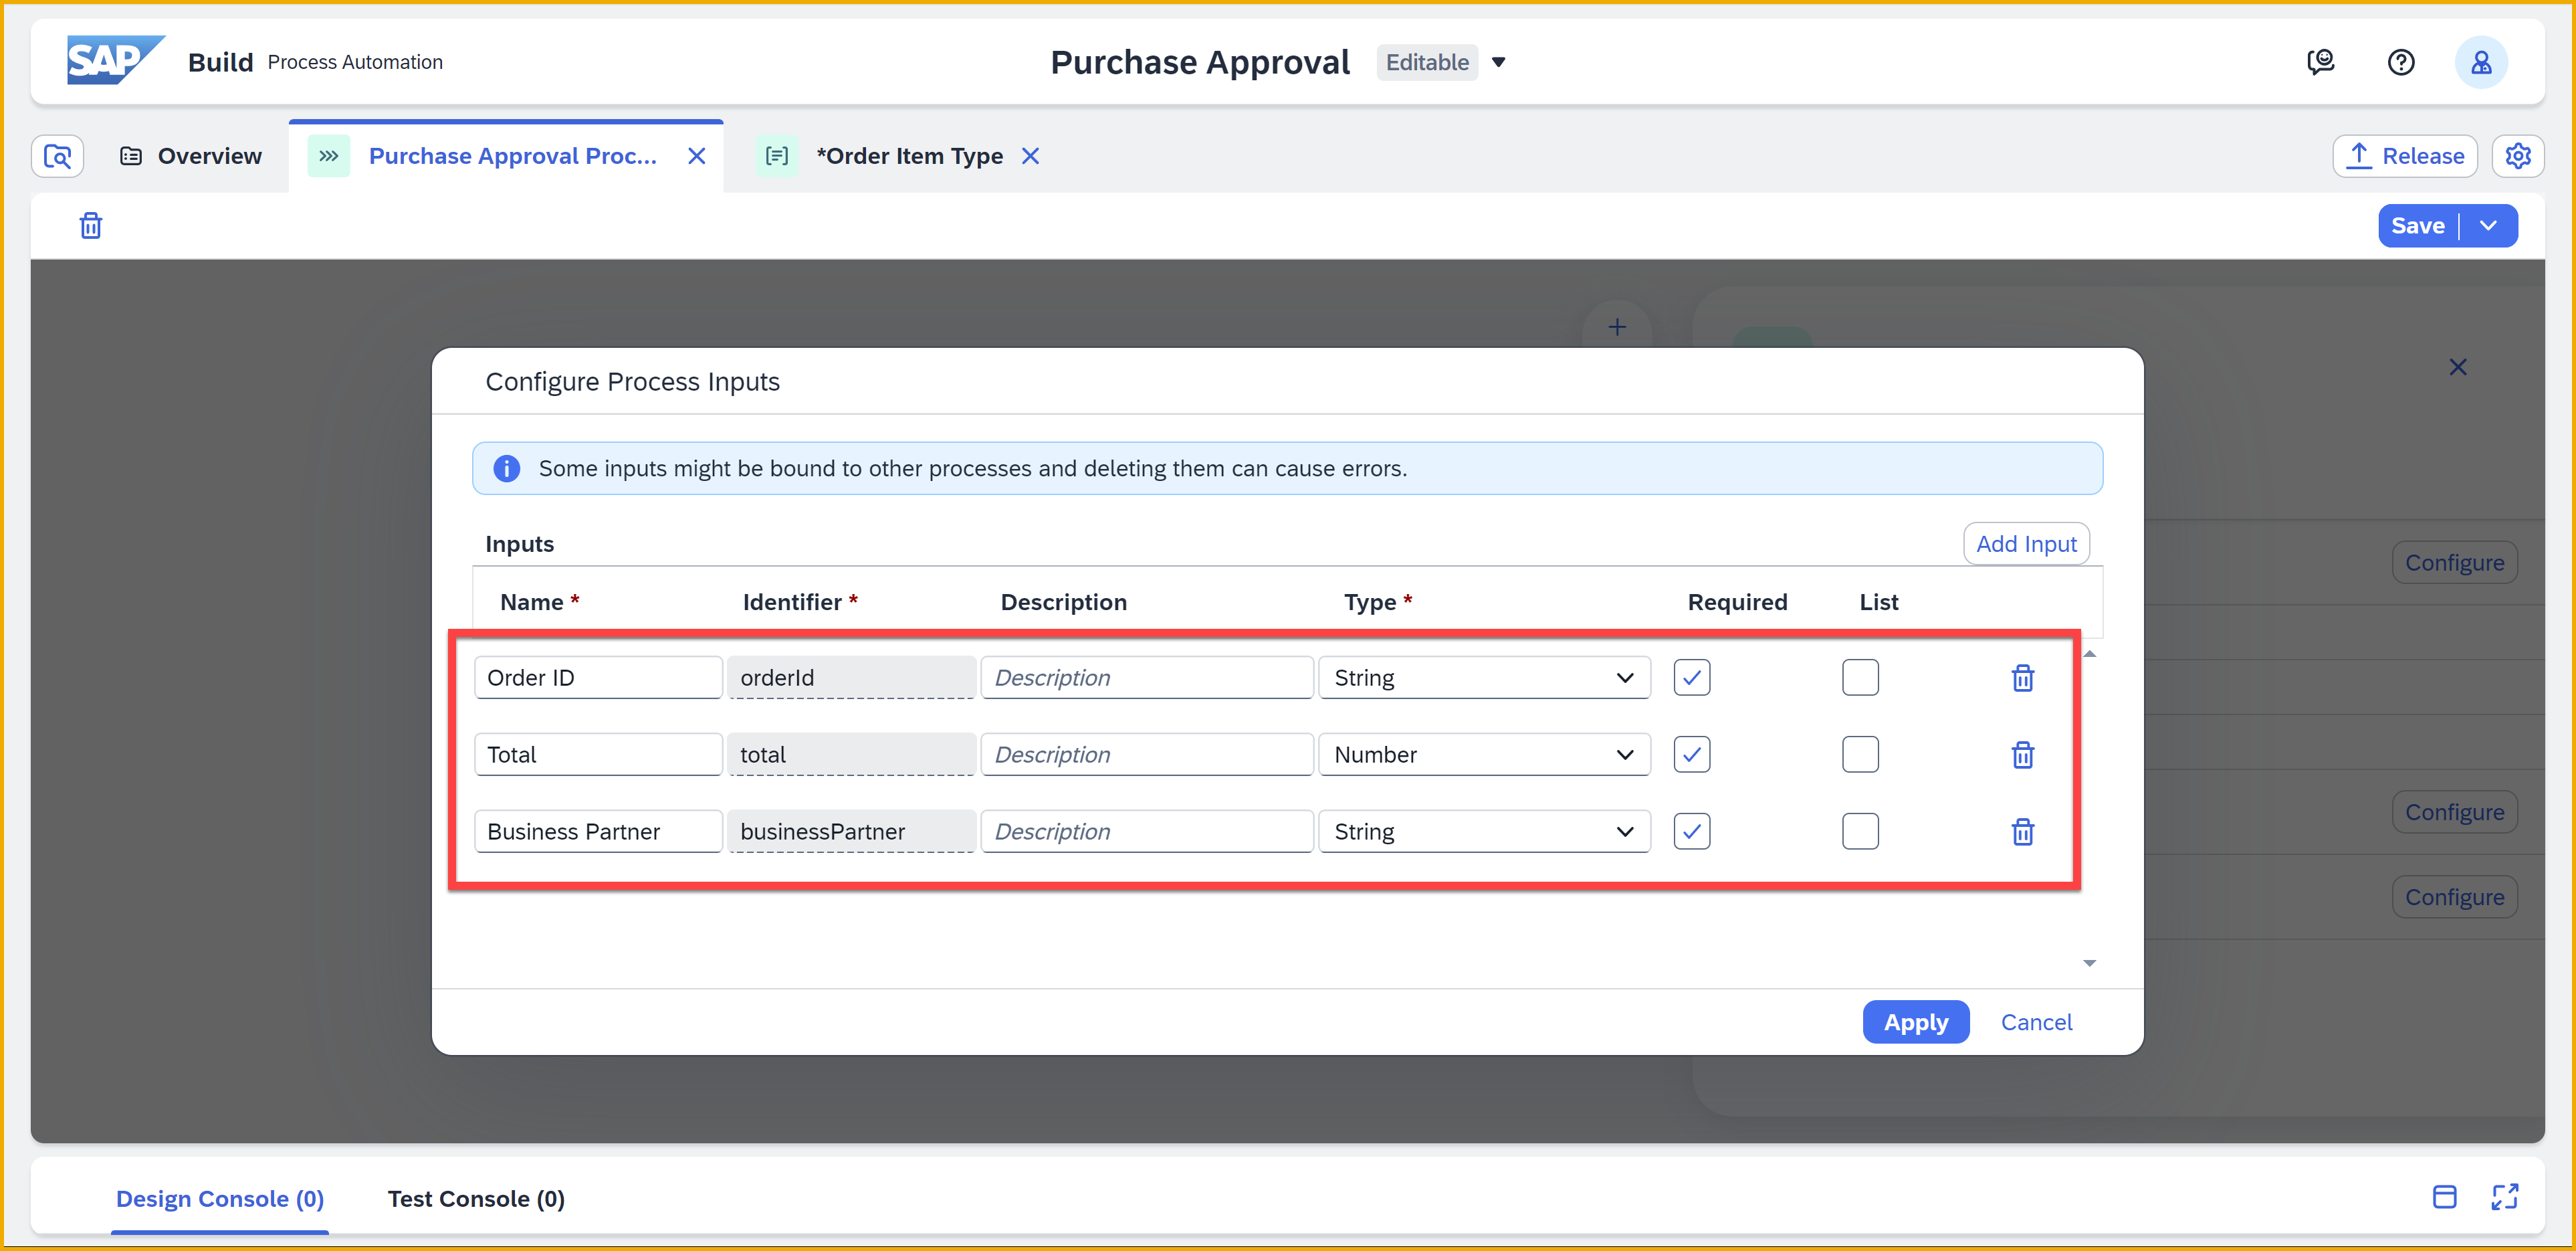 SAP Build Process Automation
Purchase Approval Editable
Overview
Purchase Approval Proc...
*Order Item Type
Release
Save
Configure Process Inputs
Some inputs might be bound to other processes and deleting them can cause errors.
Inputs
Add Input
Name * Identifier * Description Type * Required List
Order ID orderId Description String
Total total Description Number
Business Partner businessPartner Description String
Apply Cancel
Configure
Configure
Configure
Design Console (0) Test Console (0)